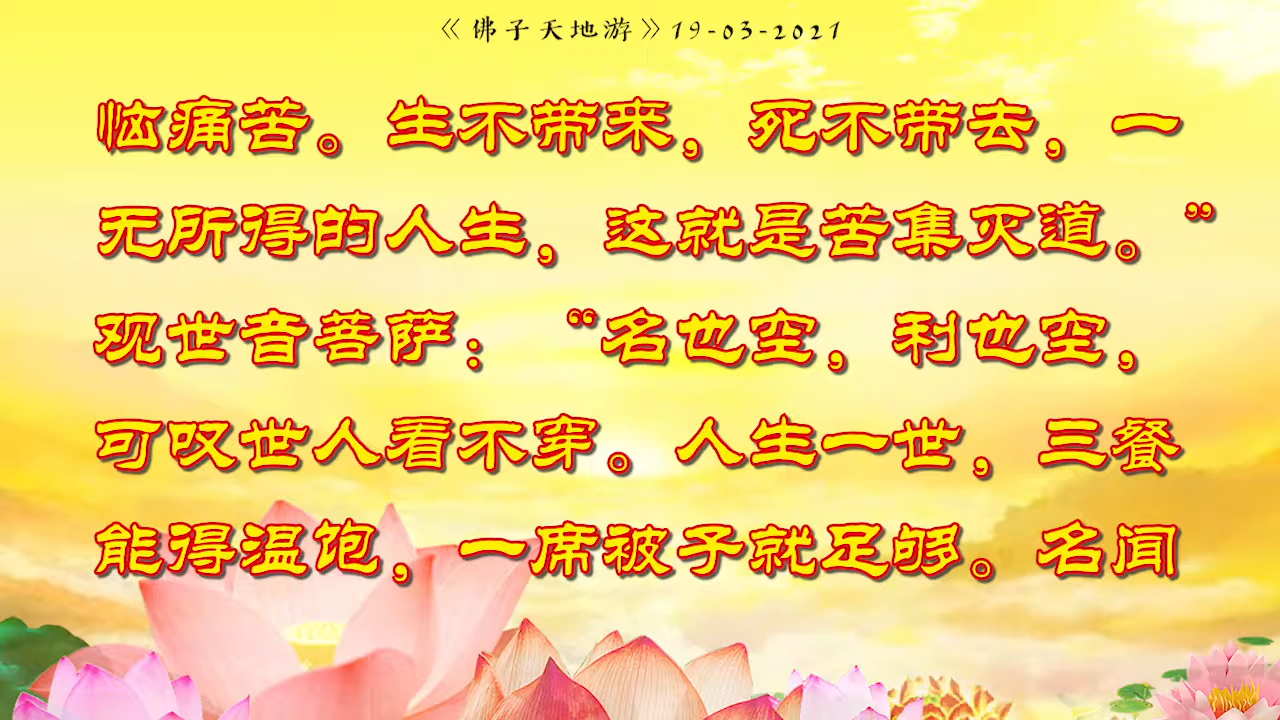 《佛子天地游》19-03-2021
恼痛苦。生不带来，死不带去，一
无所得的人生，这就是苦集灭道。”
观世音菩萨：“名也空，利也空，
可叹世人看不穿。人生一世，三餐
能得温饱，一席被子就足够。名闻